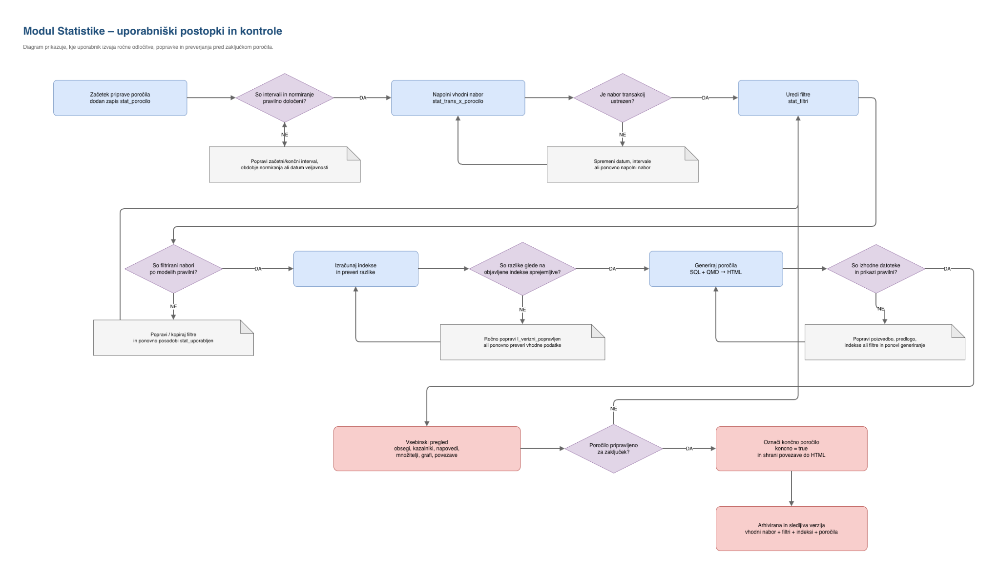 Modul Statistike – uporabniški postopki in kontrole
Diagram prikazuje, kje uporabnik izvaja ročne odločitve, popravke in preverjanja pred zaključkom poročila.
Začetek priprave poročila
dodan zapis stat_porocilo
So intervali in normiranje
pravilno določeni?
DA
Napolni vhodni nabor
stat_trans_x_porocilo
Je nabor transakcij
ustrezen?
DA
Uredi filtre
stat_filtri
NE
Popravi začetni/končni interval,
obdobje normiranja ali datum veljavnosti
NE
Spremeni datum, intervale
ali ponovno napolni nabor
So filtrirani nabori
po modelih pravilni?
DA
Izračunaj indekse
in preveri razlike
So razlike glede na
objavljene indekse sprejemljive?
DA
Generiraj poročila
SQL + QMD → HTML
So izhodne datoteke
in prikazi pravilni?
DA
NE
Popravi / kopiraj filtre
in ponovno posodobi stat_uporabljen
NE
Ročno popravi I_verizni_popravljen
ali ponovno preveri vhodne podatke
NE
Popravi poizvedbo, predlogo,
indekse ali filtre in ponovi generiranje
NE
Vsebinski pregled
obsegi, kazalniki, napovedi,
množitelji, grafi, povezave
Poročilo pripravljeno
za zaključek?
DA
Označi končno poročilo
koncno = true
in shrani povezave do HTML
Arhivirana in sledljiva verzija
vhodni nabor + filtri + indeksi + poročila